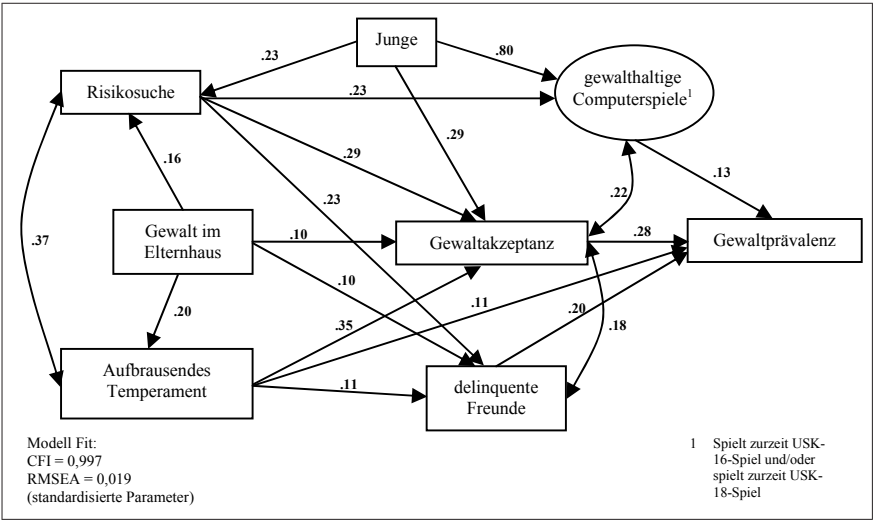 Junge
.23
.80
gewalthaltige
Computerspiele1
Risikosuche
.23
.29
.16
.29
.13
.23
.22
Gewalt im
Elternhaus
.10
Gewaltakzeptanz
.28
Gewaltprävalenz
.37
.10
.11
.20
.35
.20
.18
Aufbrausendes
Temperament
.11
delinquente
Freunde
Modell Fit:
CFI = 0,997
RMSEA = 0,019
(standardisierte Parameter)
1 Spielt zurzeit USK-
16-Spiel und/oder
spielt zurzeit USK-
18-Spiel